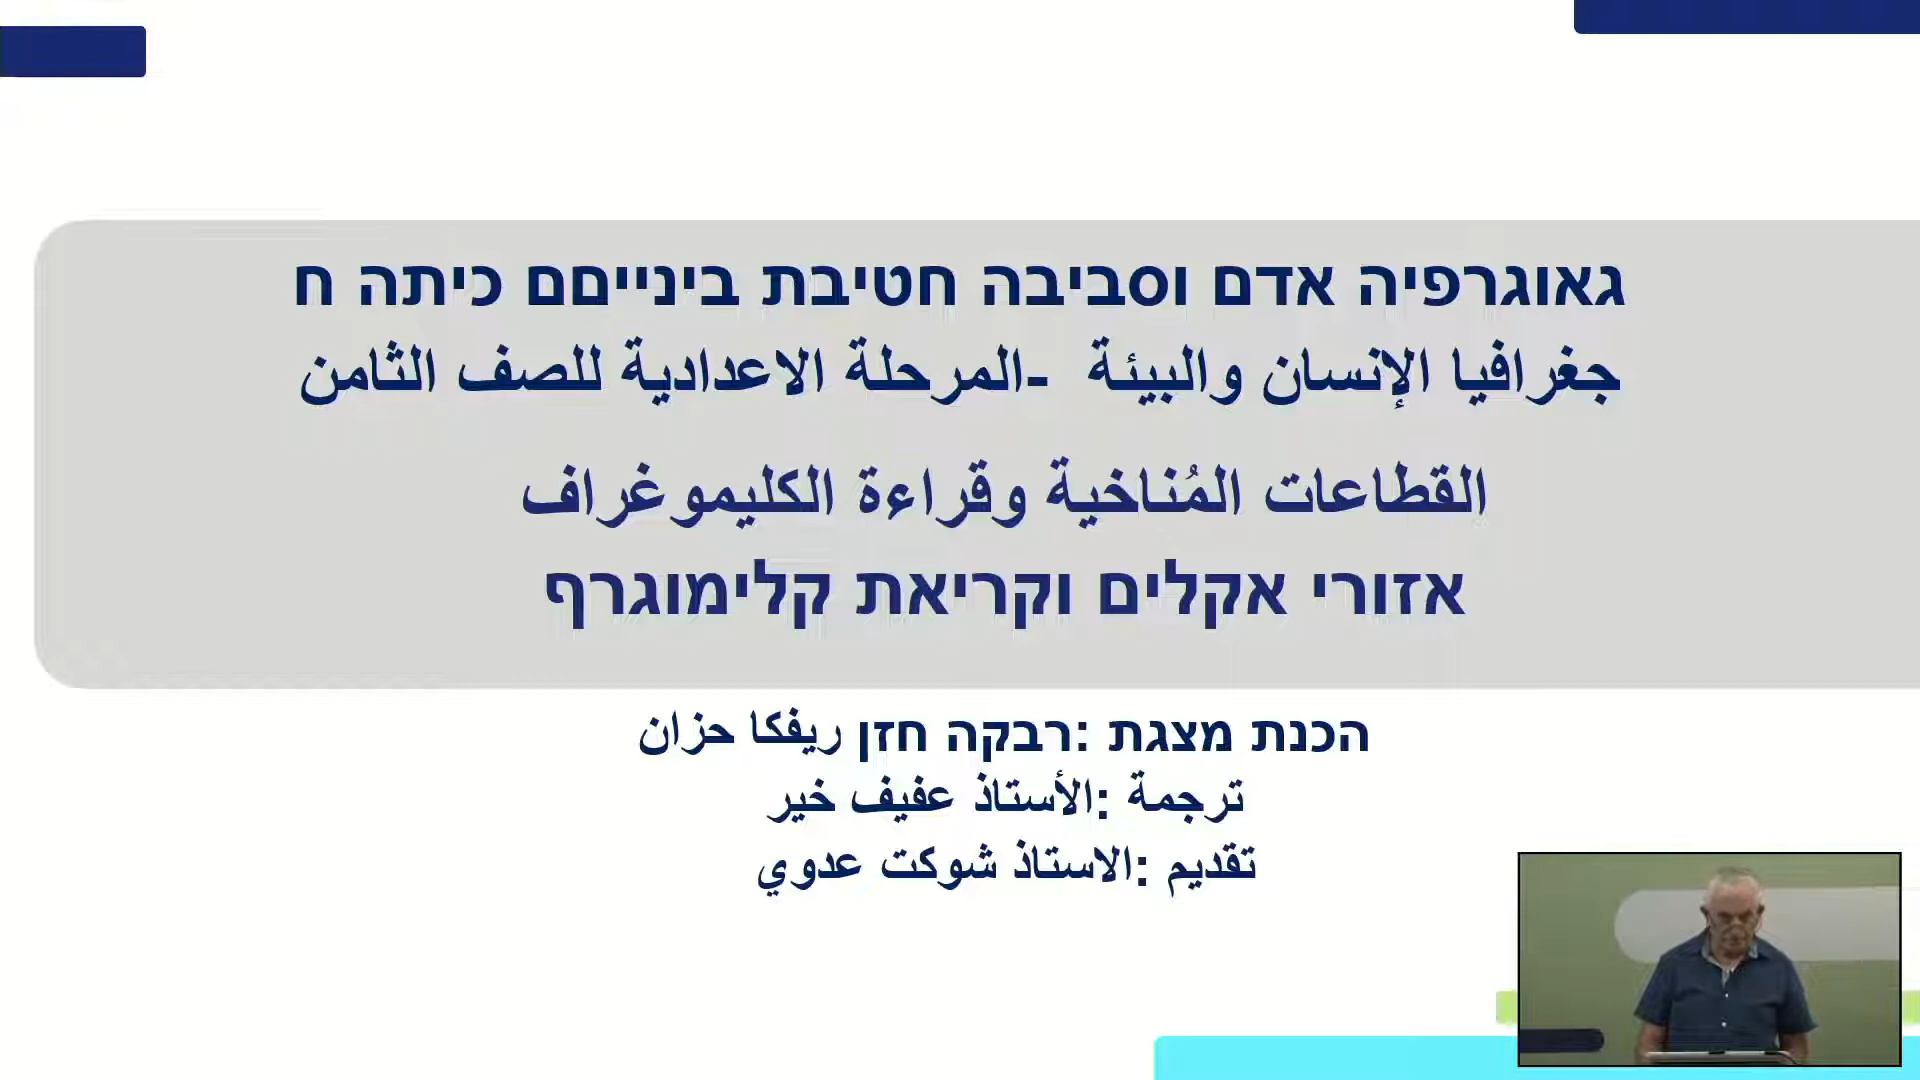 גאוגרפיה אדם וסביבה חטיבת ביניים​ם כיתה ח
جغرافيا الإنسان والبيئة -المرحلة الاعدادية للصف الثامن
القطاعات المُناخية وقراءة الكليموغراف
אזורי אקלים וקריאת קלימוגרף
הכנת מצגת :רבקה חזן ريفكا حزان
ترجمة :الأستاذ عفيف خير
تقديم :الاستاذ شوكت عدوي